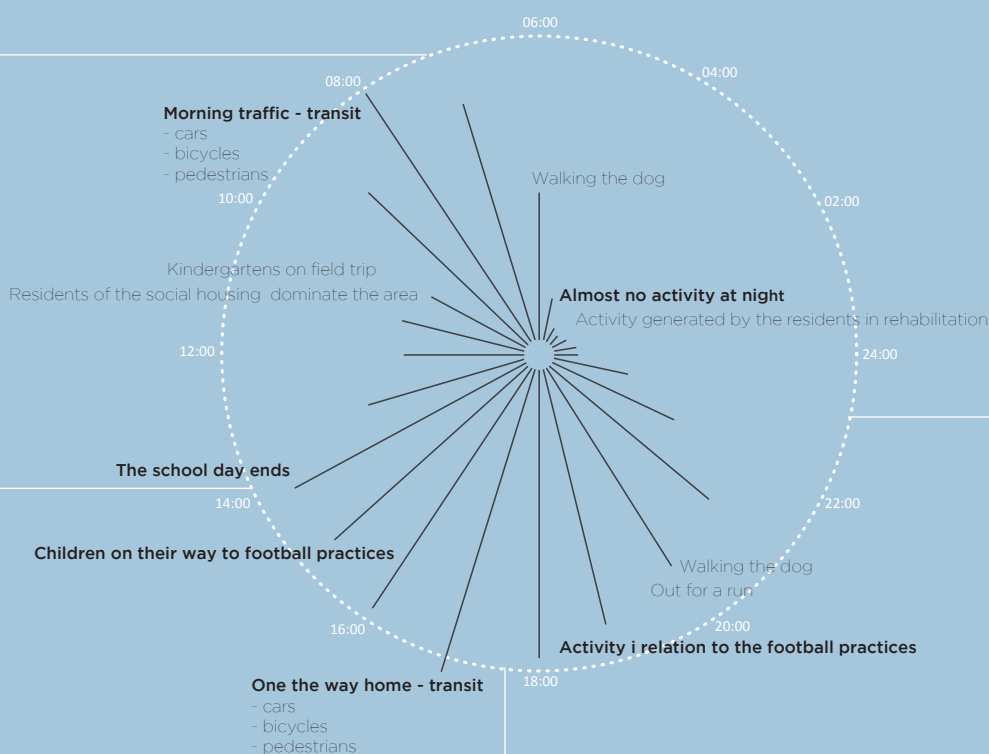 06:00
04:00
08:00
Morning traffic - transit
- cars
- bicycles
- pedestrians
Walking the dog
10:00
02:00
Kindergartens on field trip
Residents of the social housing dominate the area
Almost no activity at night
Activity generated by the residents in rehabilitation
12:00
24:00
The school day ends
14:00
22:00
Children on their way to football practices
Walking the dog
Out for a run
16:00
20:00
Activity i relation to the football practices
18:00
One the way home - transit
- cars
- bicycles
- pedestrians